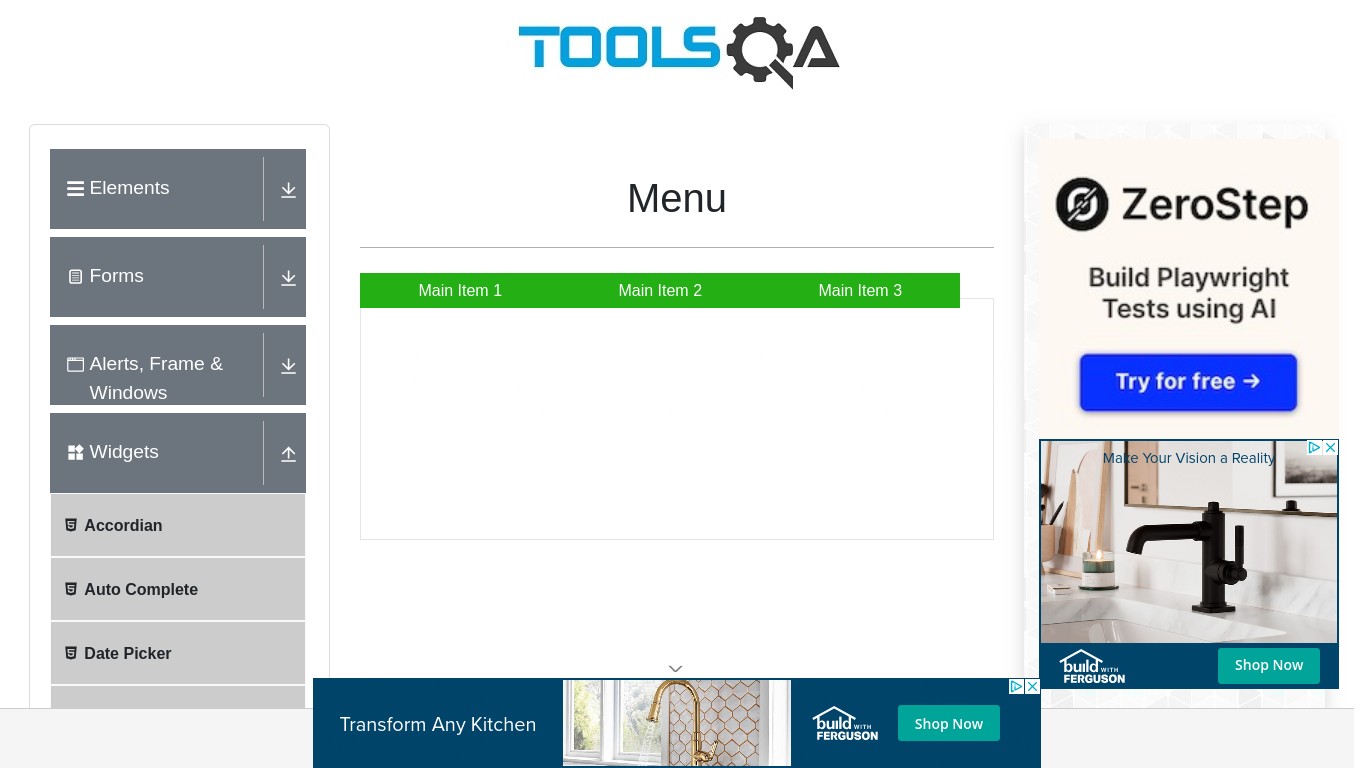 TOOLSQA
Elements
Forms
Alerts, Frame &
Windows
Widgets
Accordian
Auto Complete
Date Picker
Menu
Main Item 1
Main Item 2
Main Item 3
ZeroStep
Build Playwright
Tests using AI
Try for free →
Make Your Vision a Reality
build WITH
FERGUSON
Shop Now
Transform Any Kitchen
build WITH
FERGUSON
Shop Now